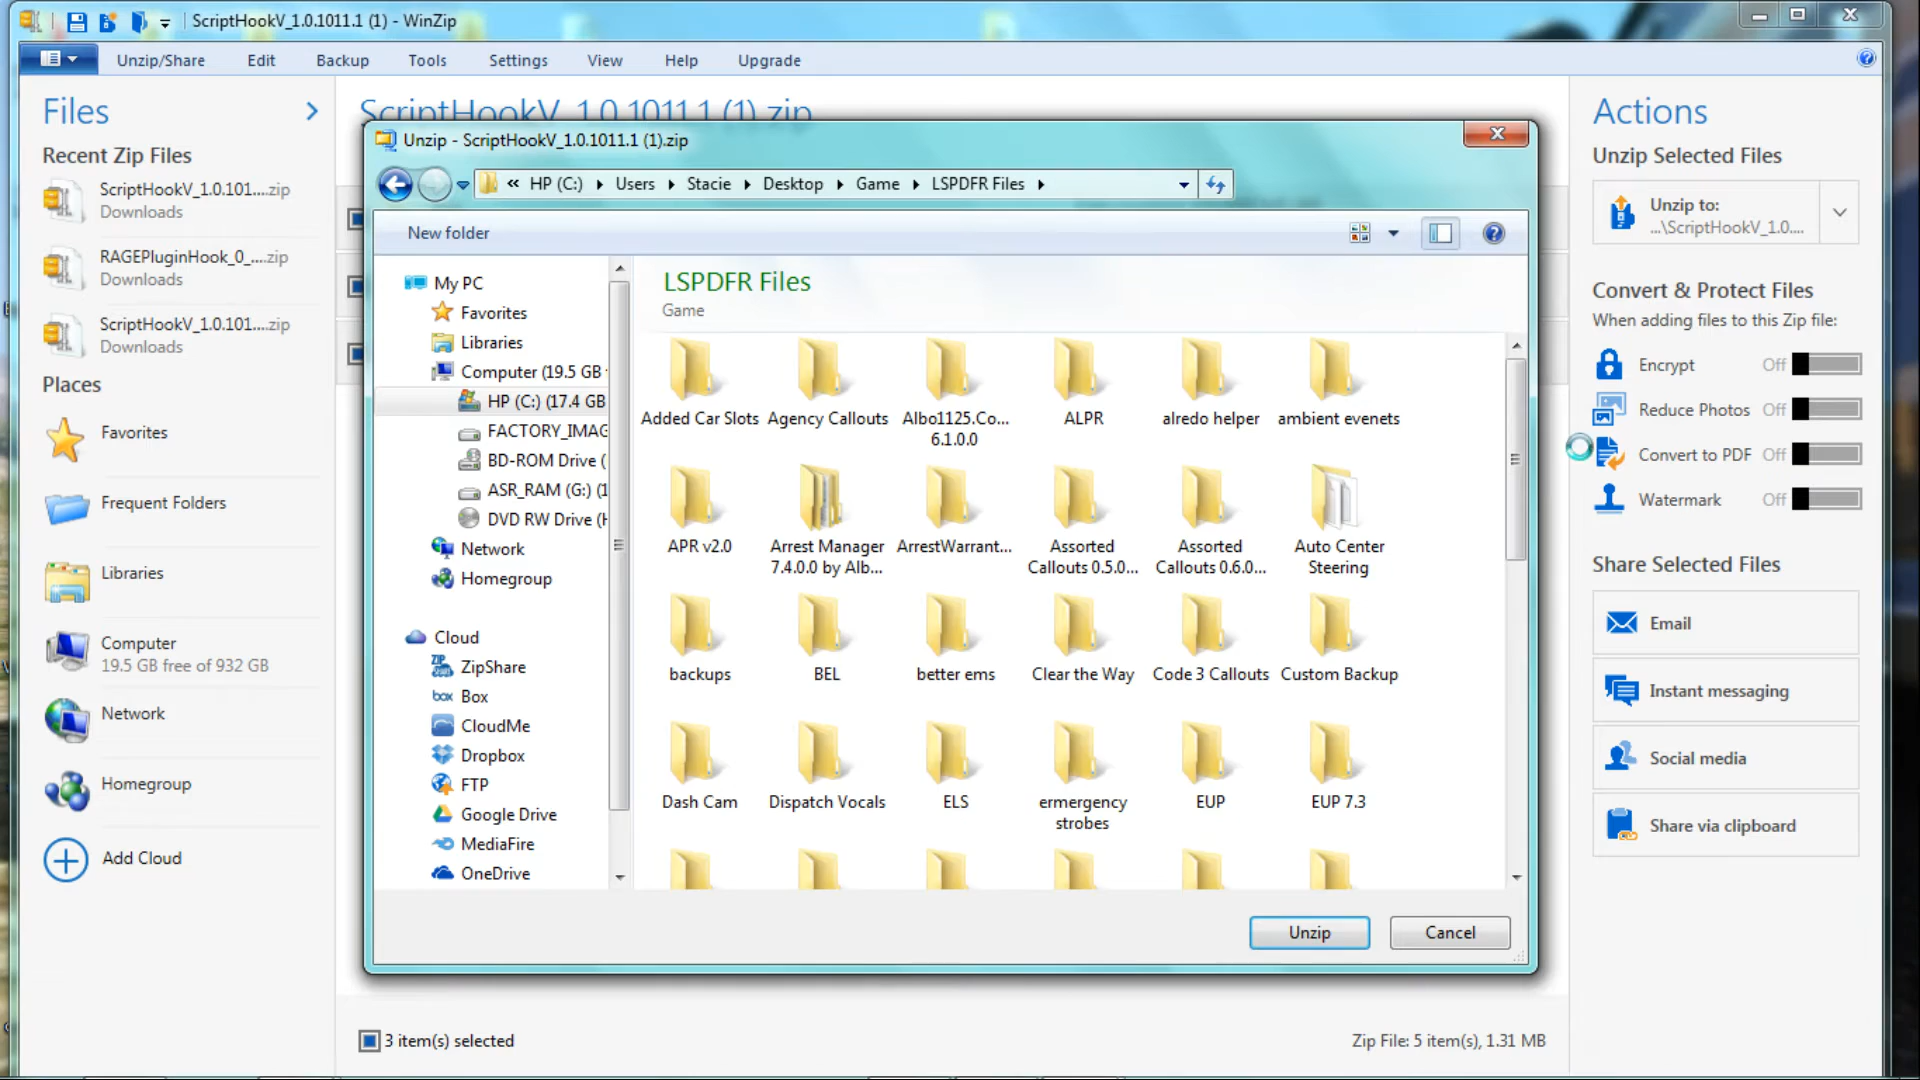 ScriptHookV_1.0.1011.1 (1) - WinZip
Unzip/Share
Edit
Backup
Tools
Settings
View
Help
Upgrade
Files
Recent Zip Files
ScriptHookV_1.0.101....zip
Downloads
RAGEPluginHook_0_....zip
Downloads
ScriptHookV_1.0.101....zip
Downloads
Places
Favorites
Frequent Folders
Libraries
Computer
19.5 GB free of 932 GB
Network
Homegroup
Add Cloud
ScriptHookV_1.0.1011.1 (1).zip
Unzip - ScriptHookV_1.0.1011.1 (1).zip
« HP (C:) Users Stacie Desktop Game LSPDFR Files
New folder
My PC
Favorites
Libraries
Computer (19.5 GB
HP (C:) (17.4 GB
FACTORY_IMAG
BD-ROM Drive (
ASR_RAM (G:) (1
DVD RW Drive (H
Network
Homegroup
Cloud
ZipShare
Box
CloudMe
Dropbox
FTP
Google Drive
MediaFire
OneDrive
LSPDFR Files
Game
Added Car Slots
Agency Callouts
Albo1125.Co...
6.1.0.0
ALPR
alredo helper
ambient evenets
APR v2.0
Arrest Manager
7.4.0.0 by Alb...
ArrestWarrant...
Assorted
Callouts 0.5.0...
Assorted
Callouts 0.6.0...
Auto Center
Steering
backups
BEL
better ems
Clear the Way
Code 3 Callouts
Custom Backup
Dash Cam
Dispatch Vocals
ELS
ermergency
strobes
EUP
EUP 7.3
Unzip
Cancel
3 item(s) selected
Zip File: 5 item(s), 1.31 MB
Actions
Unzip Selected Files
Unzip to:
...\ScriptHookV_1.0....
Convert & Protect Files
When adding files to this Zip file:
Encrypt
Off
Reduce Photos
Off
Convert to PDF
Off
Watermark
Off
Share Selected Files
Email
Instant messaging
Social media
Share via clipboard